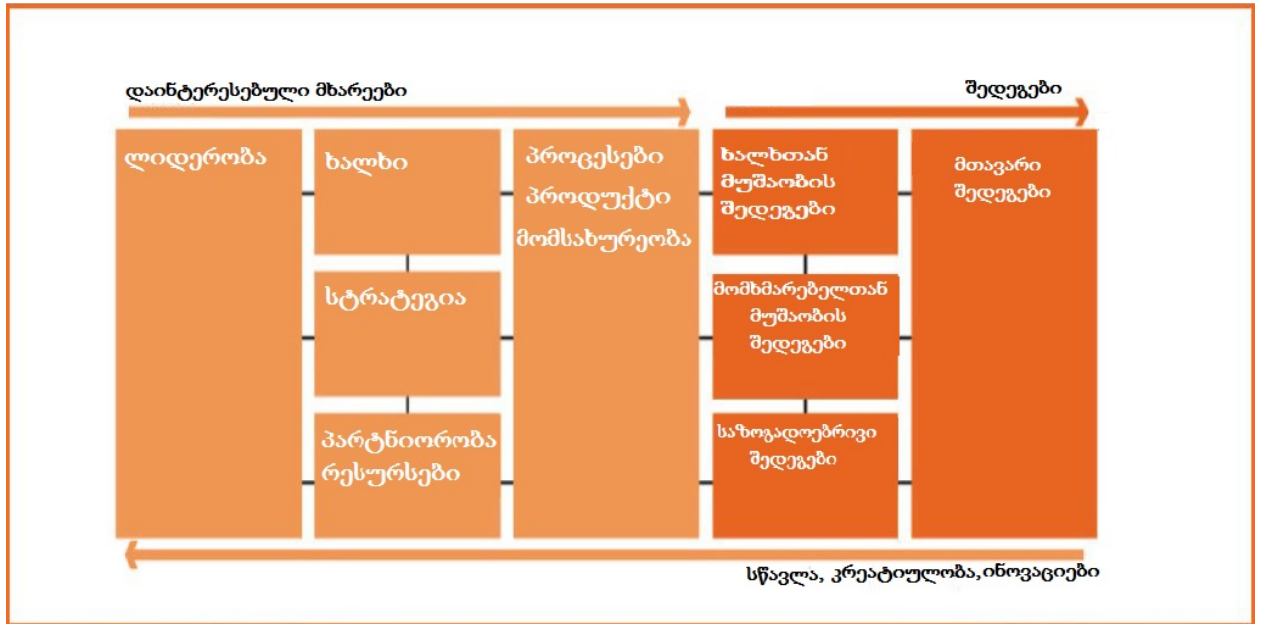 დაინტერესებული მხარეები
შედეგები
ლიდერობა
ხალხი
პროცესები
პროდუქტი
მომსახურეობა
ხალხთან
მუშაობის
შედეგები
მთავარი
შედეგები
სტრატეგია
მომხმარებელთან
მუშაობის
შედეგები
პარტნიორობა
რესურსები
საზოგადოებრივი
შედეგები
სწავლა, კრეატიულობა,ინოვაციები